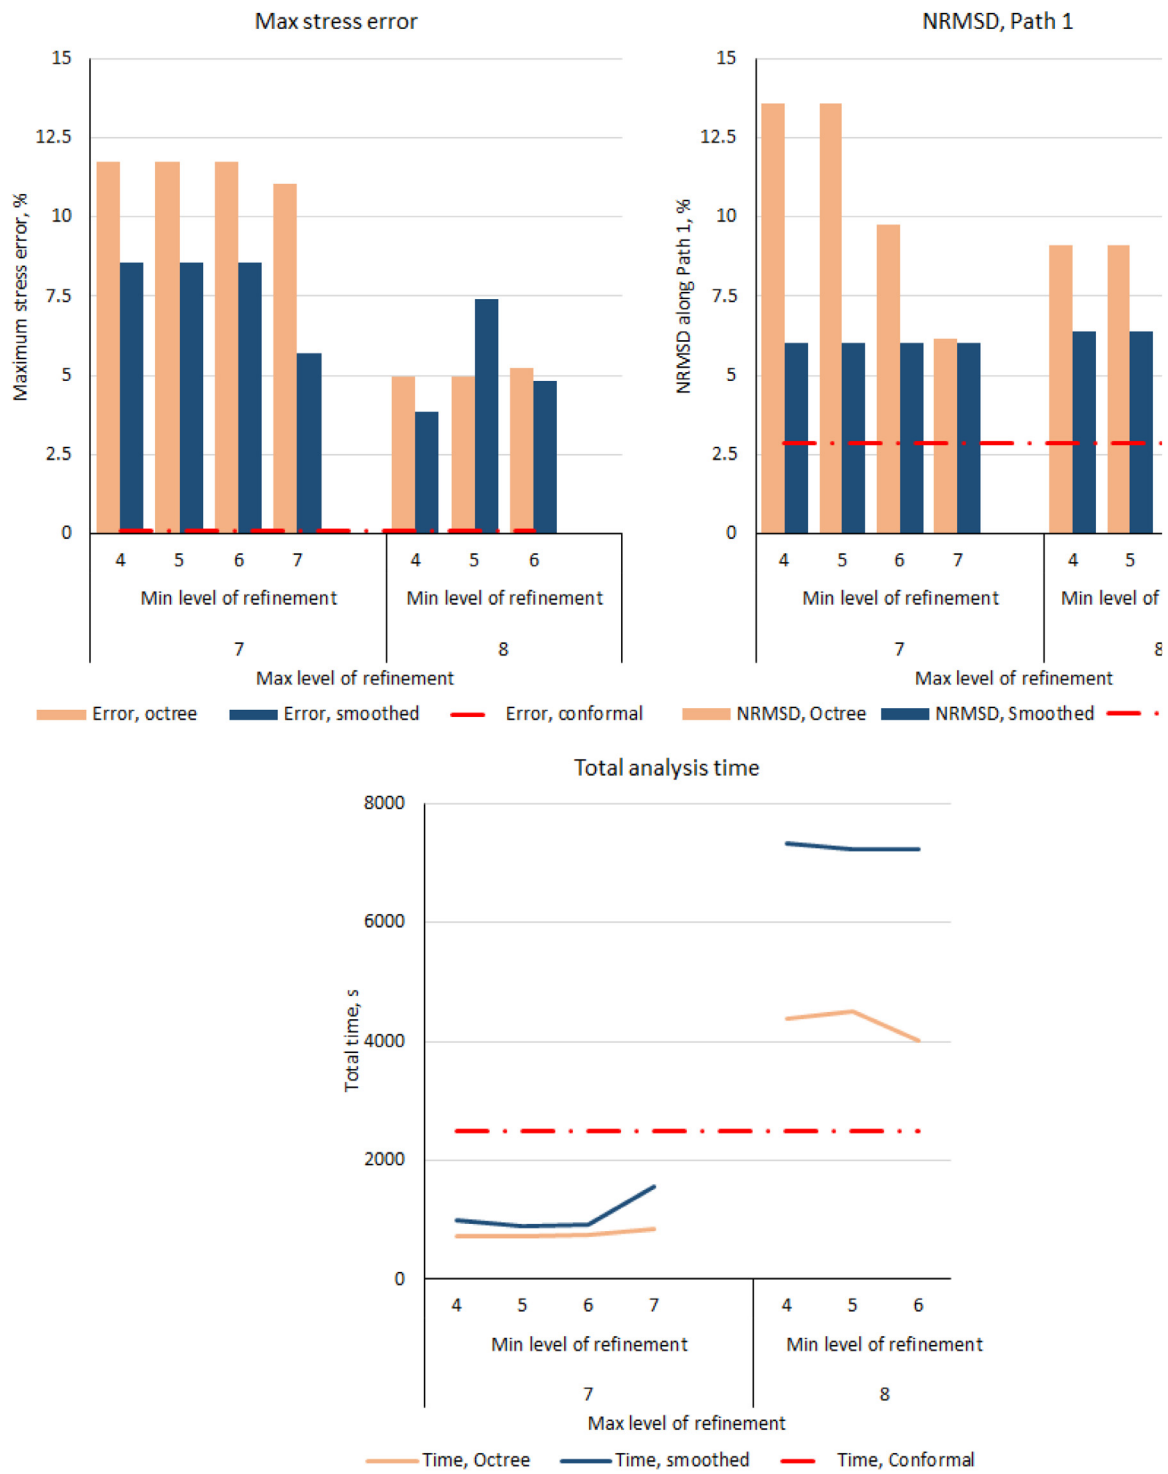 Max stress error
Maximum stress error, %
15
12.5
10
7.5
5
2.5
0
4 5 6 7 4 5 6
Min level of refinement Min level of refinement
7 8
Max level of refinement
Error, octree Error, smoothed Error, conformal
NRMSD, Path 1
NRMSD along Path 1, %
15
12.5
10
7.5
5
2.5
0
4 5 6 7 4 5
Min level of refinement Min level of
7 8
Max level of refinement
NRMSD, Octree NRMSD, Smoothed
Total analysis time
Total time, s
8000
6000
4000
2000
0
4 5 6 7 4 5 6
Min level of refinement Min level of refinement
7 8
Max level of refinement
Time, Octree Time, smoothed Time, Conformal